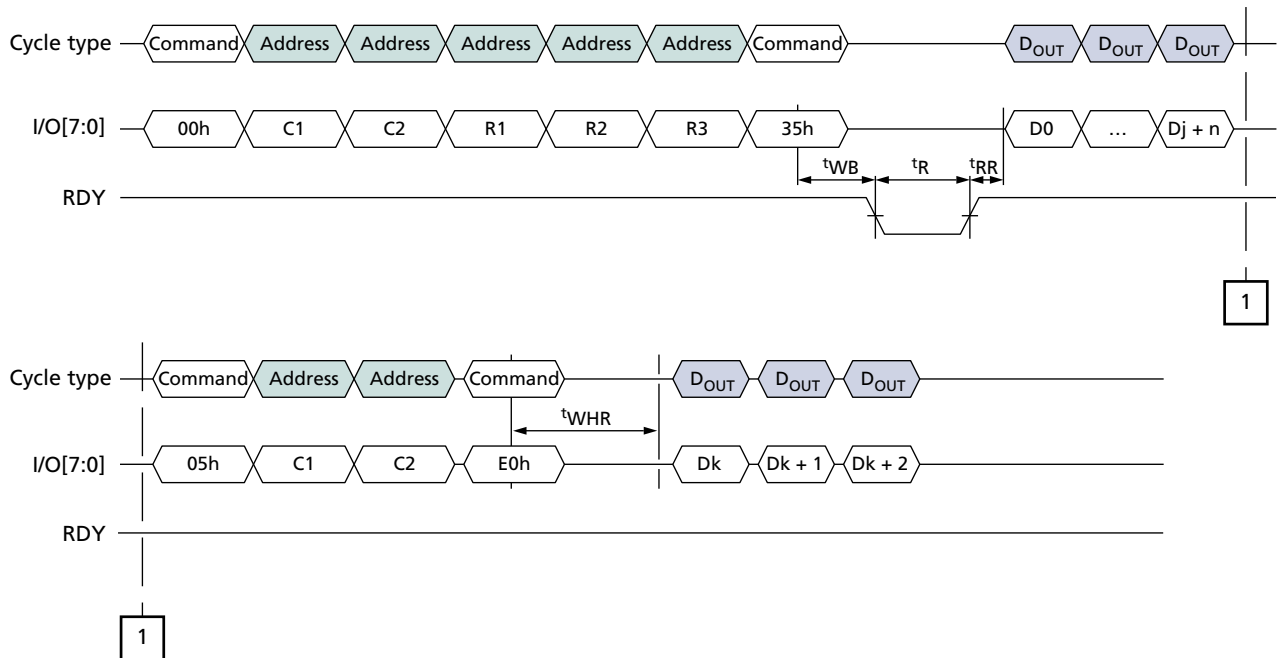 Cycle type Command Address Address Address Address Address Command DOUT DOUT DOUT
I/O[7:0] 00h C1 C2 R1 R2 R3 35h D0 … Dj + n
tWB tR tRR
RDY
1
Cycle type Command Address Address Command DOUT DOUT DOUT
tWHR
I/O[7:0] 05h C1 C2 E0h Dk Dk + 1 Dk + 2
RDY
1